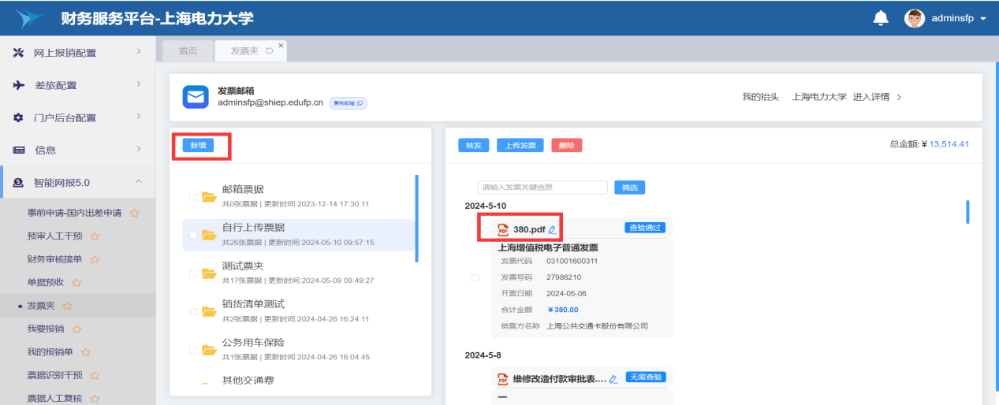 财务服务平台-上海电力大学
adminsfp
网上报销配置
差旅配置
门户后台配置
信息
智能网报5.0
事前申请-国内出差申请
预审人工干预
财务审核接单
单据预收
发票夹
我要报销
我的报销单
票据识别干预
票据人工复核
首页
发票夹
发票邮箱
adminsfp@shiep.edufp.cn 复制邮箱
我的抬头 上海电力大学 进入详情
新增
邮箱票据
共0张票据 | 更新时间:2023-12-14 17:30:11
自行上传票据
共26张票据 | 更新时间:2024-05-10 09:57:15
测试票夹
共17张票据 | 更新时间:2024-05-09 08:49:27
销货清单测试
共2张票据 | 更新时间:2024-04-26 16:24:11
公务用车保险
共1张票据 | 更新时间:2024-04-26 16:04:45
其他交通费
转发 上传发票 删除 总金额: ¥ 13,514.41
请输入发票关键信息 筛选
2024-5-10
PDF 380.pdf 查验通过
上海增值税电子普通发票
发票代码 031001600311
发票号码 27986210
开票日期 2024-05-06
合计金额 ¥ 380.00
销售方名称 上海公共交通卡股份有限公司
2024-5-8
PDF 维修改造付款审批表.... 无需查验
—